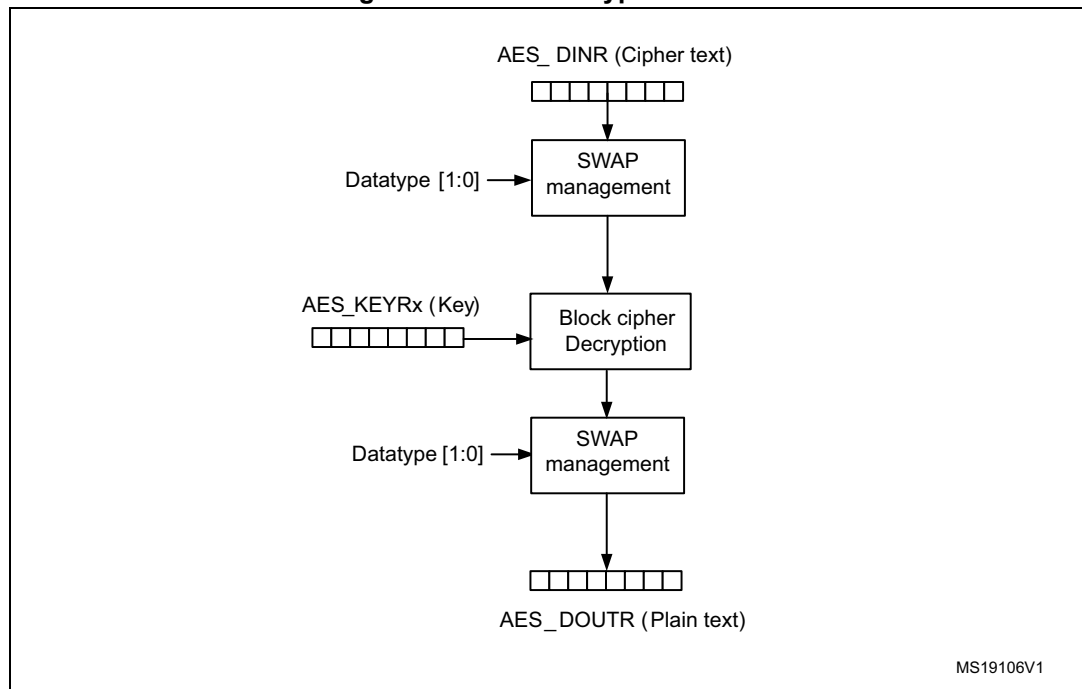 AES_ DINR (Cipher text)
SWAP
management
Datatype [1:0]
AES_KEYRx (Key)
Block cipher
Decryption
SWAP
management
Datatype [1:0]
AES_DOUTR (Plain text)
MS19106V1